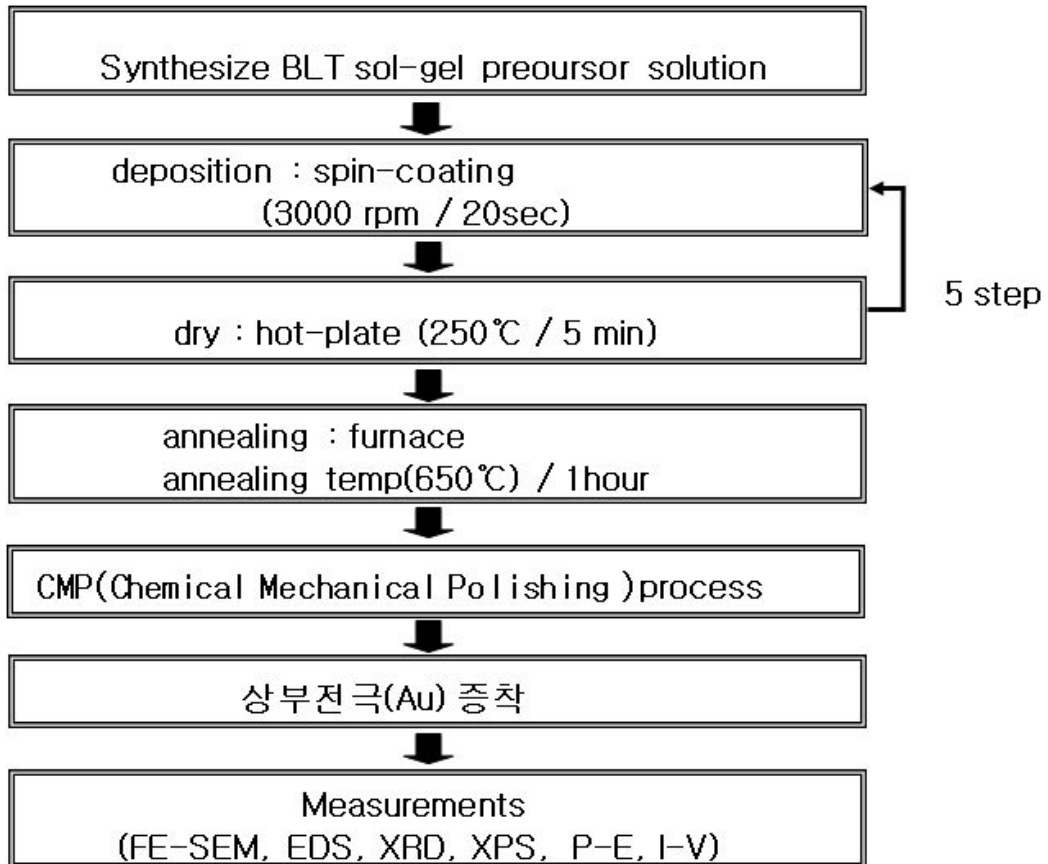 Synthesize BLT sol-gel preoursor solution
deposition : spin-coating
(3000 rpm / 20sec)
5 step
dry : hot-plate (250℃ / 5 min)
annealing : furnace
annealing temp(650℃) / 1hour
CMP(Chemical Mechanical Polishing )process
상부전극(Au) 증착
Measurements
(FE-SEM, EDS, XRD, XPS, P-E, I-V)